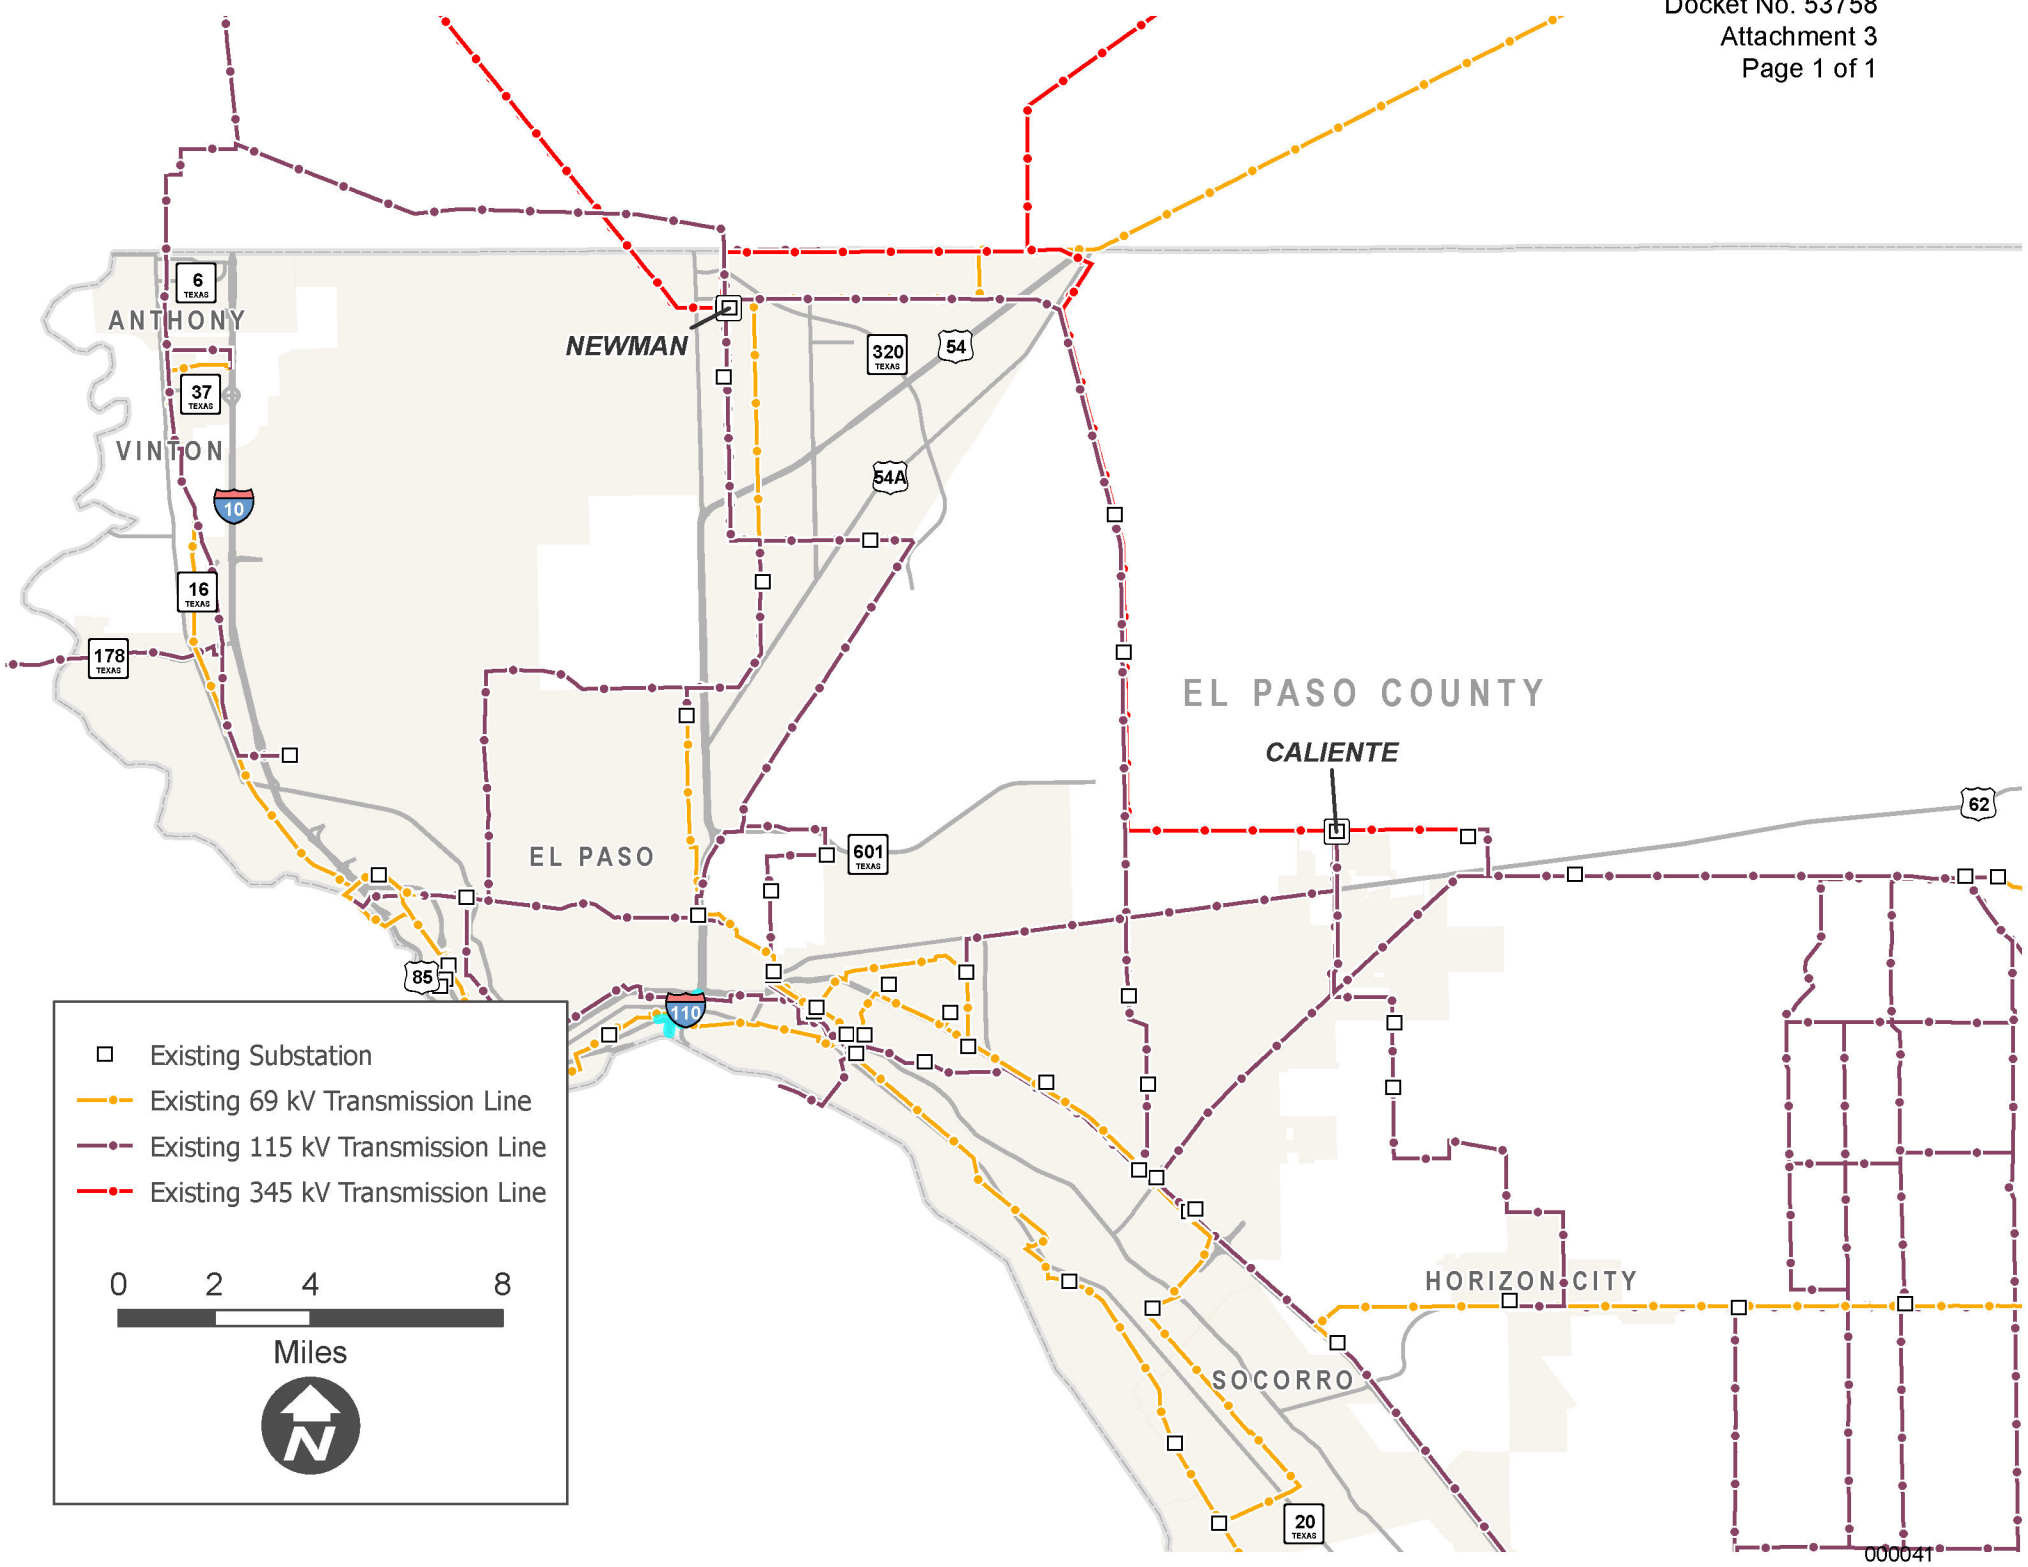 Docket No. 53758
Attachment 3
Page 1 of 1
6
TEXAS
ANTHONY
NEWMAN
320
TEXAS
54
37
TEXAS
VINTON
54A
10
16
TEXAS
178
TEXAS
EL PASO COUNTY
CALIENTE
62
EL PASO
601
TEXAS
85
110
Existing Substation
Existing 69 kV Transmission Line
Existing 115 kV Transmission Line
Existing 345 kV Transmission Line
0 2 4 8
Miles
N
HORIZON CITY
SOCORRO
20
TEXAS
000041